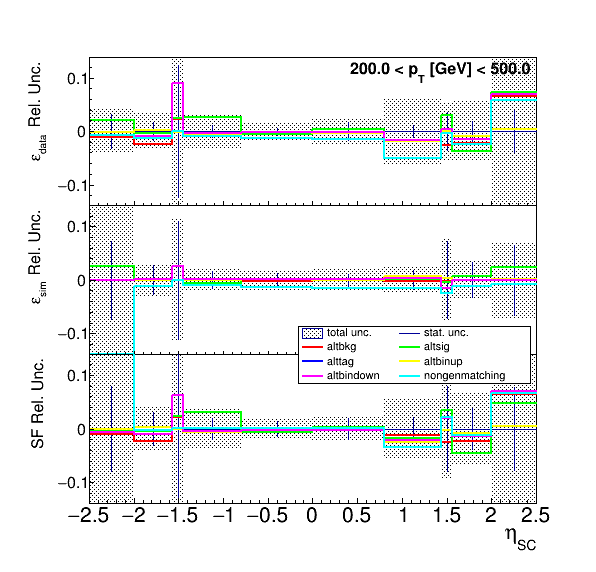 200.0 < p_T [GeV] < 500.0
ε_data Rel. Unc.
0.1
0
−0.1
ε_sim Rel. Unc.
0.1
0
−0.1
total unc. stat. unc.
altbkg altsig
alttag altbinup
altbindown nongenmatching
SF Rel. Unc.
0.1
0
−0.1
−2.5 −2 −1.5 −1 −0.5 0 0.5 1 1.5 2 2.5
η_SC